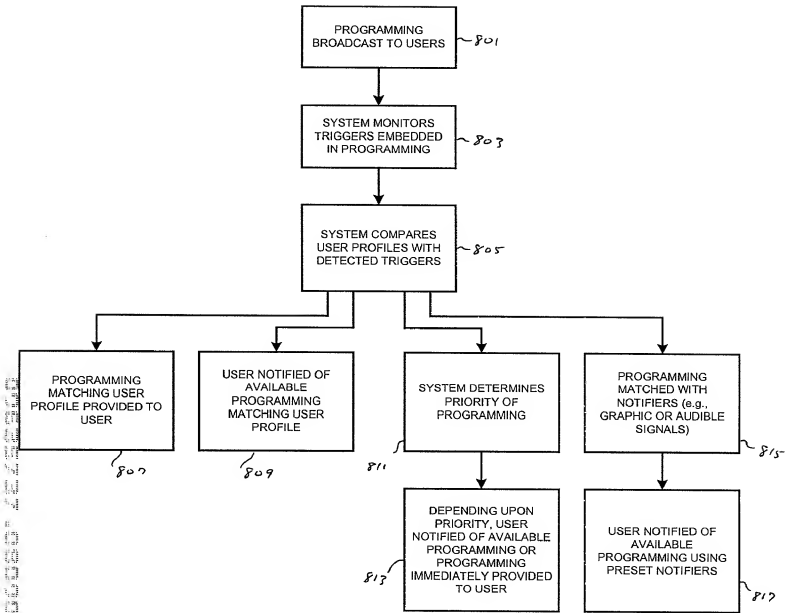 PROGRAMMING
BROADCAST TO USERS
801
SYSTEM MONITORS
TRIGGERS EMBEDDED
IN PROGRAMMING
803
SYSTEM COMPARES
USER PROFILES WITH
DETECTED TRIGGERS
805
PROGRAMMING
MATCHING USER
PROFILE PROVIDED TO
USER
807
USER NOTIFIED OF
AVAILABLE
PROGRAMMING
MATCHING USER
PROFILE
809
SYSTEM DETERMINES
PRIORITY OF
PROGRAMMING
811
PROGRAMMING
MATCHED WITH
NOTIFIERS (e.g.,
GRAPHIC OR AUDIBLE
SIGNALS)
815
DEPENDING UPON
PRIORITY, USER
NOTIFIED OF AVAILABLE
PROGRAMMING OR
PROGRAMMING
IMMEDIATELY PROVIDED
TO USER
813
USER NOTIFIED OF
AVAILABLE
PROGRAMMING USING
PRESET NOTIFIERS
817